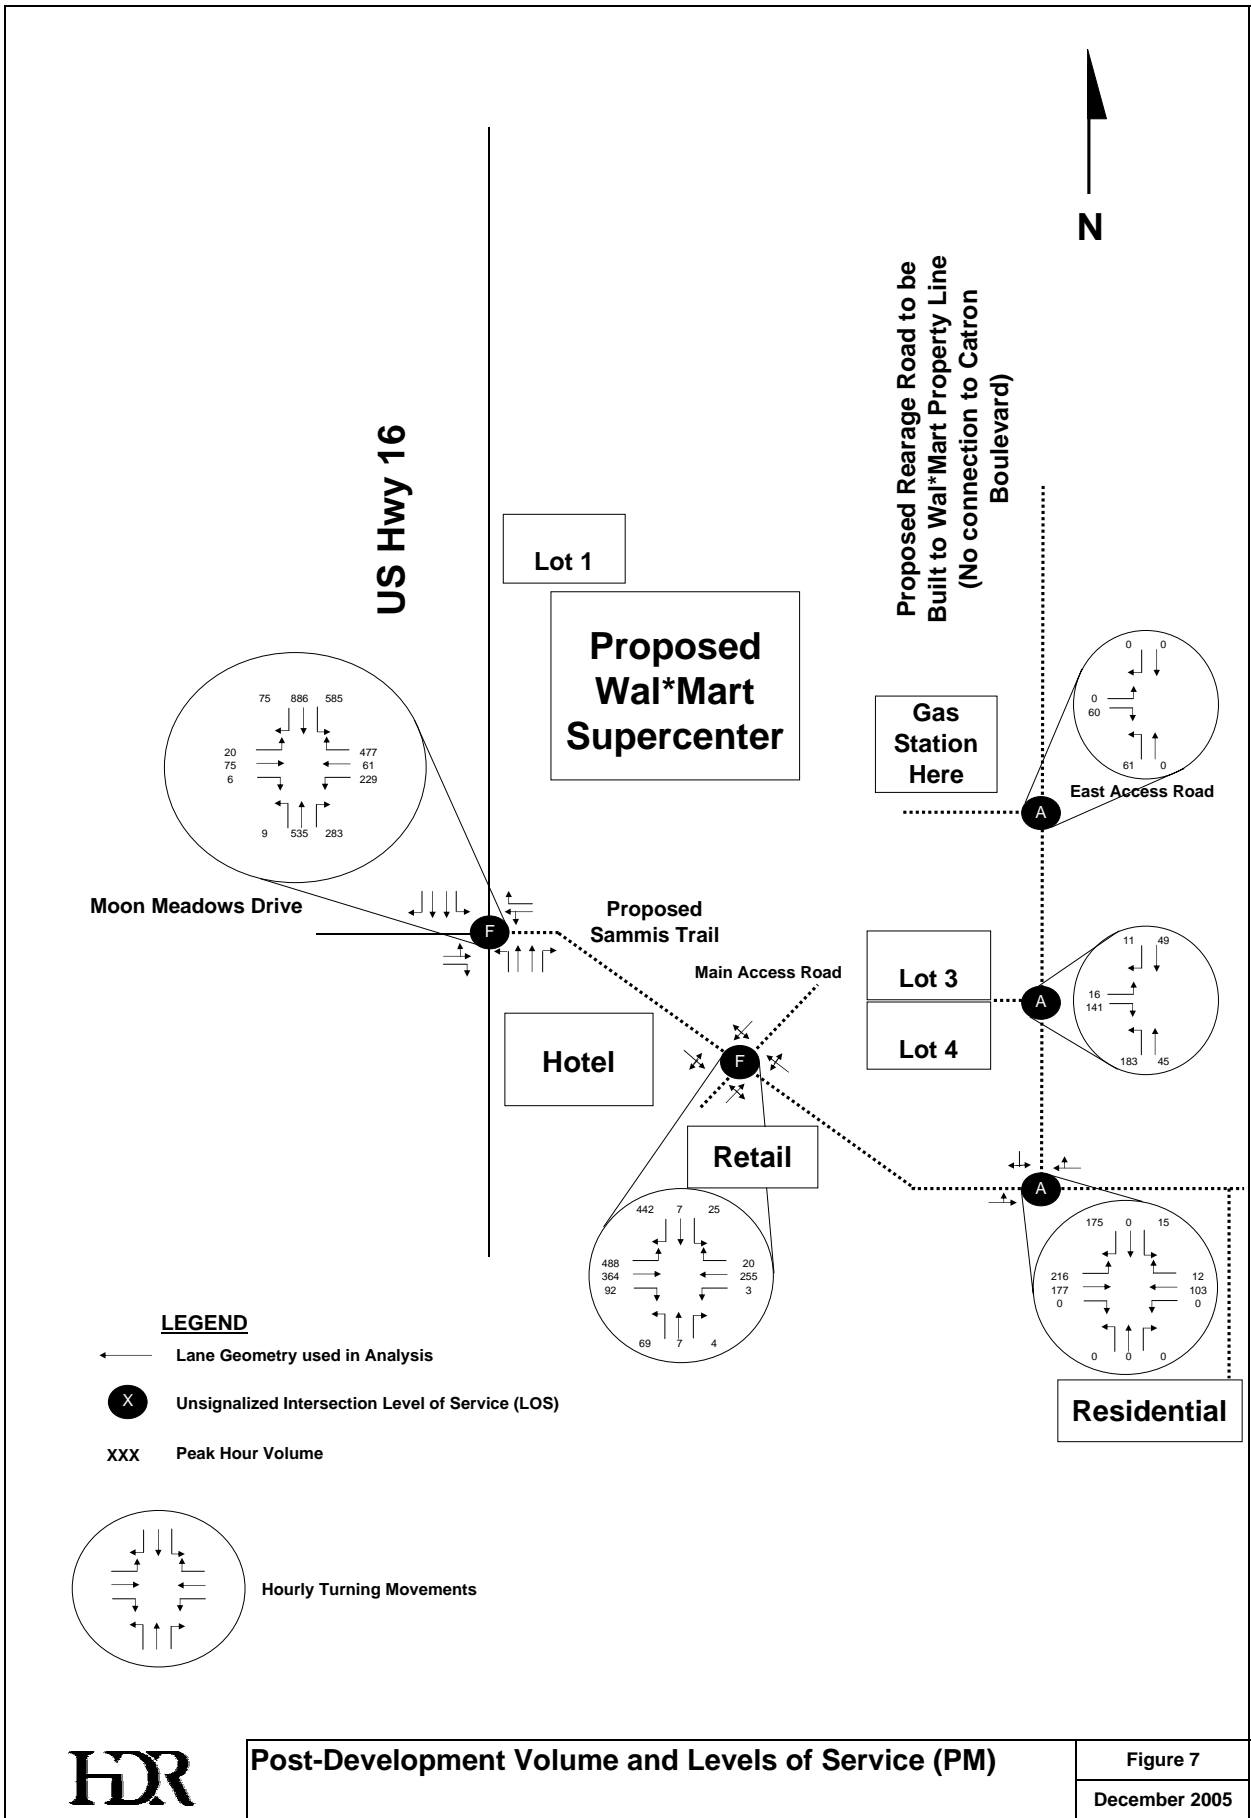 N
Proposed Rearage Road to be
Built to Wal*Mart Property Line
(No connection to Catron
Boulevard)
US Hwy 16
Lot 1
Proposed
Wal*Mart
Supercenter
Gas
Station
Here
0 0
0
60
61 0
East Access Road
A
75 886 585
20 477
75 61
6 229
9 535 283
Moon Meadows Drive
F
Proposed
Sammis Trail
Main Access Road
Lot 3
Lot 4
A
11 49
16
141
183 45
Hotel
F
Retail
442 7 25
488 20
364 255
92 3
69 7 4
A
175 0 15
216 12
177 103
0 0
0 0 0
Residential
LEGEND
Lane Geometry used in Analysis
X Unsignalized Intersection Level of Service (LOS)
XXX Peak Hour Volume
Hourly Turning Movements
HDR
Post-Development Volume and Levels of Service (PM)
Figure 7
December 2005